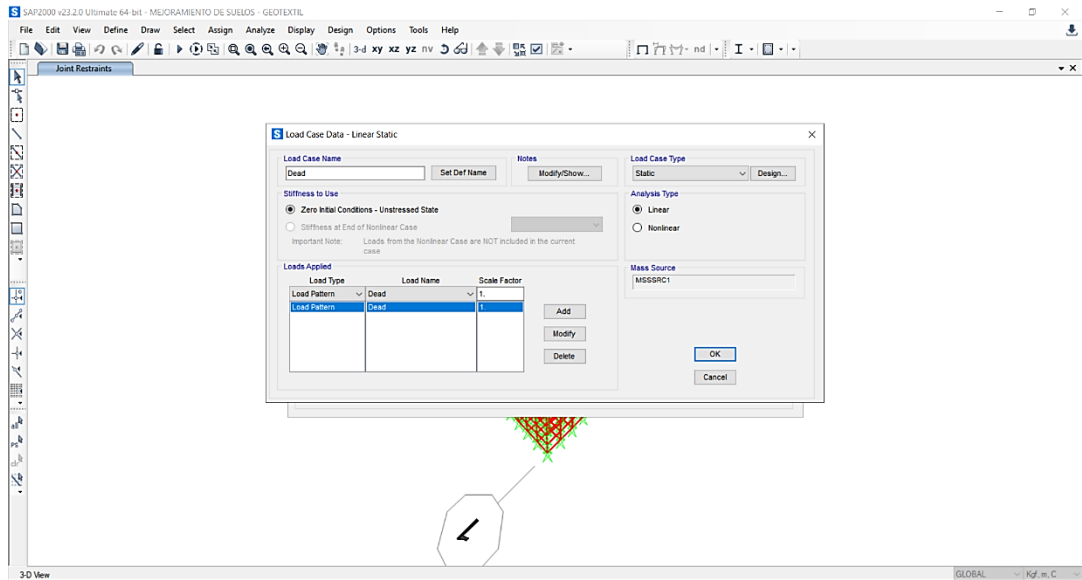 SAP2000 v23.2.0 Ultimate 64-bit - MEJORAMIENTO DE SUELOS - GEOTEXTIL
File Edit View Define Draw Select Assign Analyze Display Design Options Tools Help
3-d xy xz yz nv nd
Joint Restraints
Load Case Data - Linear Static
Load Case Name Notes Load Case Type
Dead Set Def Name Modify/Show... Static Design...
Stiffness to Use Analysis Type
Zero Initial Conditions - Unstressed State Linear
Stiffness at End of Nonlinear Case Nonlinear
Important Note: Loads from the Nonlinear Case are NOT included in the current
case
Loads Applied Mass Source
MSSSRC1
Load Type Load Name Scale Factor
Load Pattern Dead 1.
Load Pattern Dead 1.
Add
Modify
Delete OK
Cancel
3-D View GLOBAL Kgf, m, C